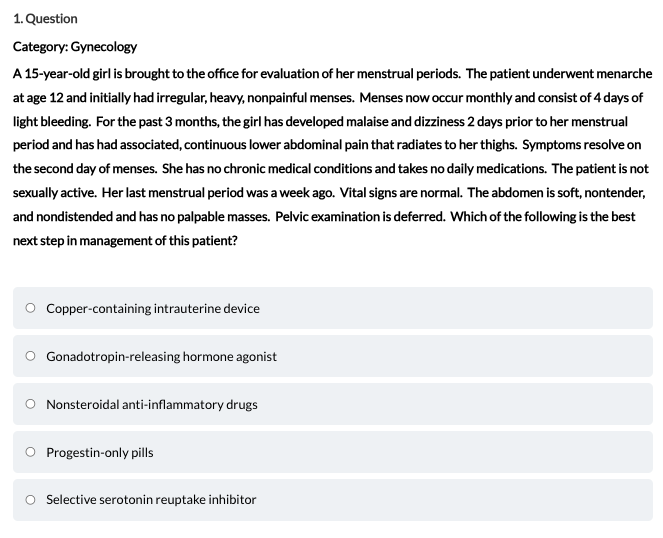 1. Question
Category: Gynecology
A 15-year-old girl is brought to the office for evaluation of her menstrual periods.  The patient underwent menarche
at age 12 and initially had irregular, heavy, nonpainful menses.  Menses now occur monthly and consist of 4 days of
light bleeding.  For the past 3 months, the girl has developed malaise and dizziness 2 days prior to her menstrual
period and has had associated, continuous lower abdominal pain that radiates to her thighs.  Symptoms resolve on
the second day of menses.  She has no chronic medical conditions and takes no daily medications.  The patient is not
sexually active.  Her last menstrual period was a week ago.  Vital signs are normal.  The abdomen is soft, nontender,
and nondistended and has no palpable masses.  Pelvic examination is deferred.  Which of the following is the best
next step in management of this patient?
Copper-containing intrauterine device
Gonadotropin-releasing hormone agonist
Nonsteroidal anti-inflammatory drugs
Progestin-only pills
Selective serotonin reuptake inhibitor